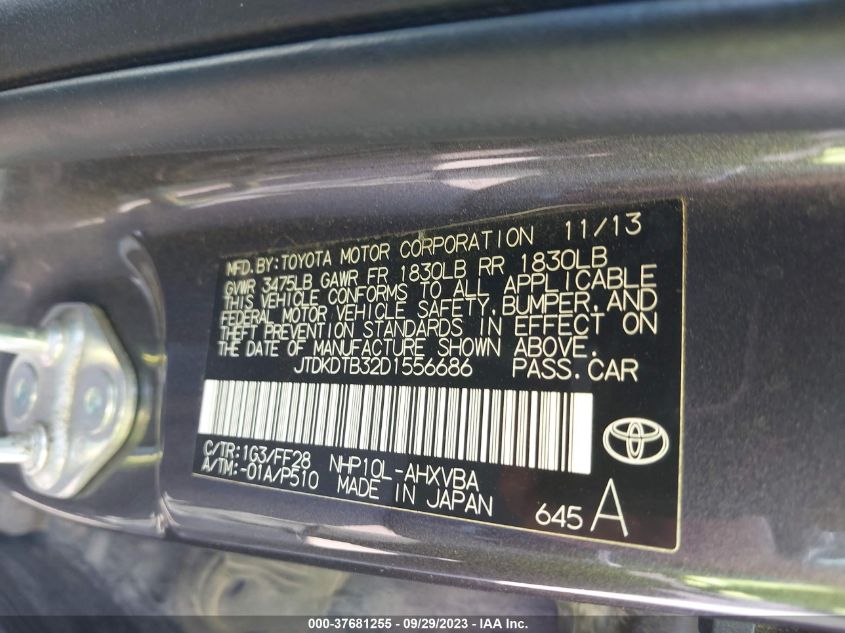 MFD. BY: TOYOTA MOTOR CORPORATION 11/13
GVWR 3475LB GAWR FR 1830LB RR 1830LB
THIS VEHICLE CONFORMS TO ALL APPLICABLE
FEDERAL MOTOR VEHICLE SAFETY, BUMPER, AND
THEFT PREVENTION STANDARDS IN EFFECT ON
THE DATE OF MANUFACTURE SHOWN ABOVE.
JTDKDTB32D1556686 PASS. CAR
C/TR: 1G3/FF28 NHP10L-AHXVBA
A/TM: -01A/P510 MADE IN JAPAN
645 A
000-37681255 - 09/29/2023 - IAA Inc.